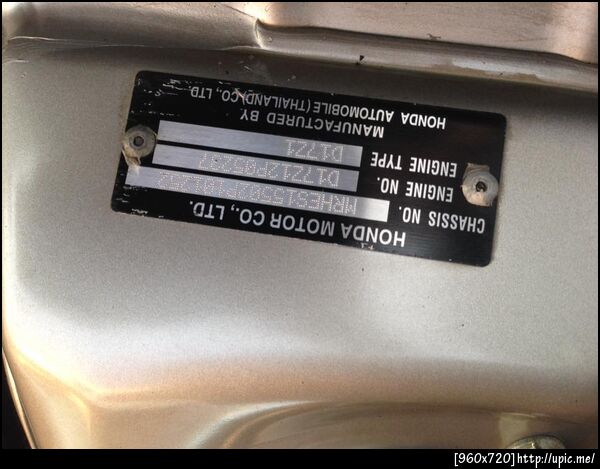 HONDA MOTOR CO., LTD.
CHASSIS NO.
ENGINE NO. D17Z12P05227
ENGINE TYPE D17Z1
MANUFACTURED BY
HONDA AUTOMOBILE (THAILAND) CO., LTD.
[960x720]http://upic.me/